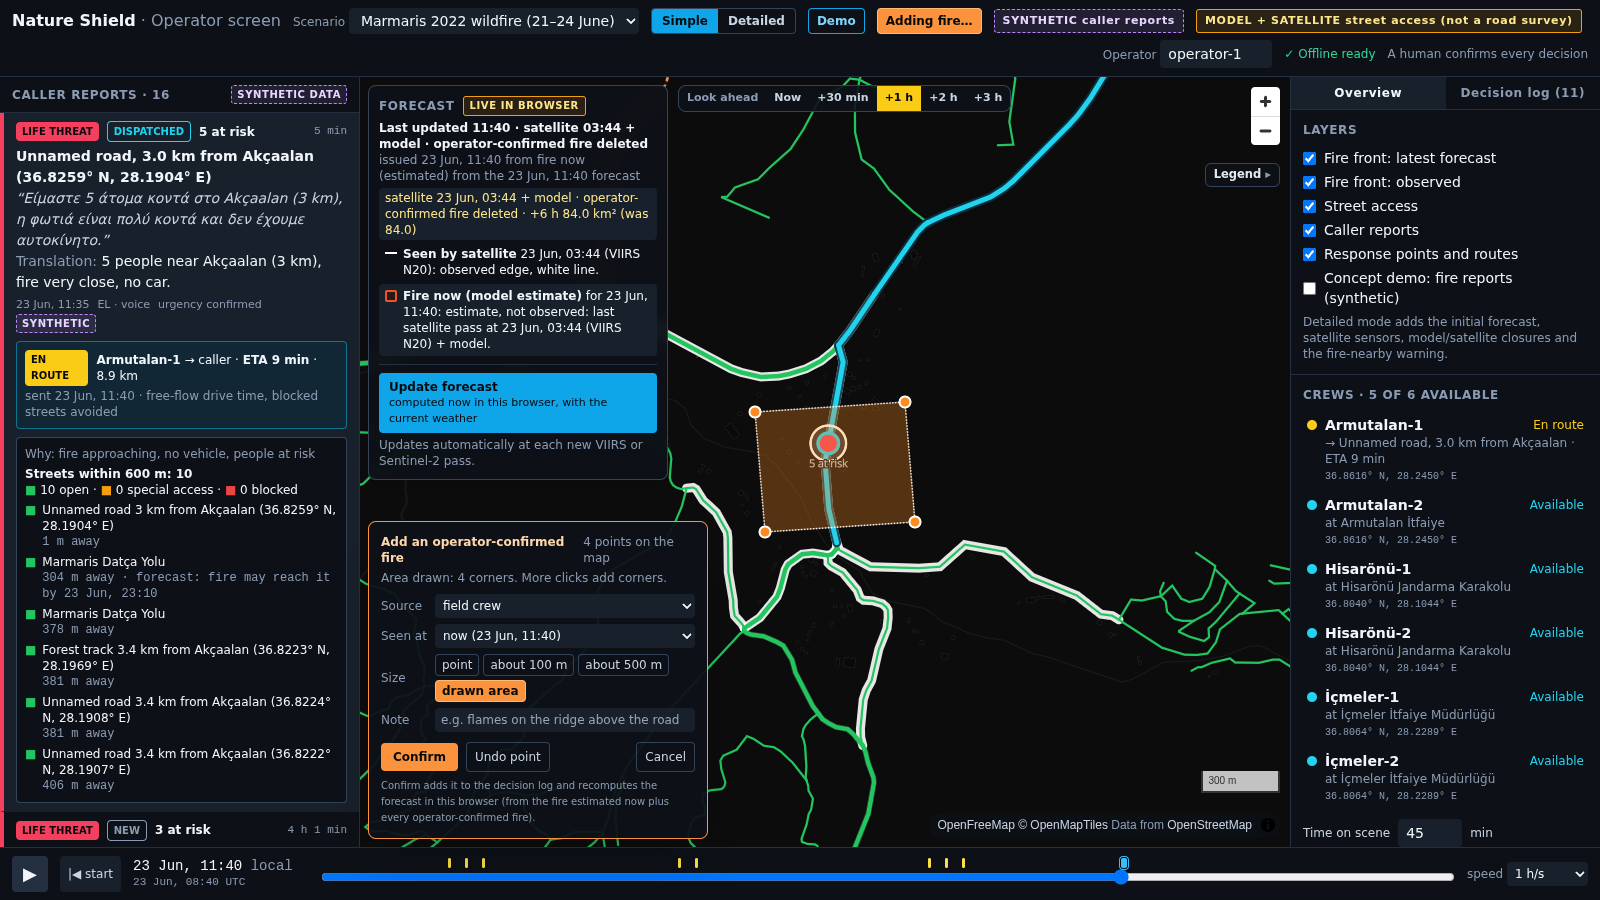 Nature Shield · Operator screen
Scenario
Marmaris 2022 wildfire (21–24 June)
Simple
Detailed
Demo
Adding fire…
SYNTHETIC caller reports
MODEL + SATELLITE street access (not a road survey)
Operator
operator-1
✓ Offline ready
A human confirms every decision
CALLER REPORTS · 16
SYNTHETIC DATA
LIFE THREAT
DISPATCHED
5 at risk
5 min
Unnamed road, 3.0 km from Akçaalan
(36.8259° N, 28.1904° E)
“Είμαστε 5 άτομα κοντά στο Akçaalan (3 km),
η φωτιά είναι πολύ κοντά και δεν έχουμε
αυτοκίνητο.”
Translation: 5 people near Akçaalan (3 km),
fire very close, no car.
23 Jun, 11:35 EL · voice urgency confirmed
SYNTHETIC
EN
ROUTE
Armutalan-1 → caller · ETA 9 min ·
8.9 km
sent 23 Jun, 11:40 · free-flow drive time, blocked
streets avoided
Why: fire approaching, no vehicle, people at risk
Streets within 600 m: 10
10 open · 0 special access · 0 blocked
Unnamed road 3 km from Akçaalan (36.8259° N,
28.1904° E)
1 m away
Marmaris Datça Yolu
304 m away · forecast: fire may reach it
by 23 Jun, 23:10
Marmaris Datça Yolu
378 m away
Forest track 3.4 km from Akçaalan (36.8223° N,
28.1969° E)
381 m away
Unnamed road 3.4 km from Akçaalan (36.8224°
N, 28.1908° E)
381 m away
Unnamed road 3.4 km from Akçaalan (36.8222°
N, 28.1907° E)
406 m away
LIFE THREAT
NEW
3 at risk
4 h 1 min
FORECAST
LIVE IN BROWSER
Last updated 11:40 · satellite 03:44 +
model · operator-confirmed fire deleted
issued 23 Jun, 11:40 from fire now
(estimated) from the 23 Jun, 11:40 forecast
satellite 23 Jun, 03:44 + model · operator-
confirmed fire deleted · +6 h 84.0 km² (was
84.0)
Seen by satellite 23 Jun, 03:44 (VIIRS
N20): observed edge, white line.
Fire now (model estimate) for 23 Jun,
11:40: estimate, not observed: last
satellite pass at 23 Jun, 03:44 (VIIRS
N20) + model.
Update forecast
computed now in this browser, with the
current weather
Updates automatically at each new VIIRS or
Sentinel-2 pass.
Look ahead
Now
+30 min
+1 h
+2 h
+3 h
+
−
Legend ▸
5 at risk
Add an operator-confirmed
fire
4 points on the
map
Area drawn: 4 corners. More clicks add corners.
Source
field crew
Seen at
now (23 Jun, 11:40)
Size
point
about 100 m
about 500 m
drawn area
Note
e.g. flames on the ridge above the road
Confirm
Undo point
Cancel
Confirm adds it to the decision log and recomputes the
forecast in this browser (from the fire estimated now plus
every operator-confirmed fire).
300 m
OpenFreeMap © OpenMapTiles Data from OpenStreetMap
Overview
Decision log (11)
LAYERS
Fire front: latest forecast
Fire front: observed
Street access
Caller reports
Response points and routes
Concept demo: fire reports
(synthetic)
Detailed mode adds the initial forecast,
satellite sensors, model/satellite closures and
the fire-nearby warning.
CREWS · 5 OF 6 AVAILABLE
Armutalan-1
En route
→ Unnamed road, 3.0 km from Akçaalan ·
ETA 9 min
36.8616° N, 28.2450° E
Armutalan-2
Available
at Armutalan İtfaiye
36.8616° N, 28.2450° E
Hisarönü-1
Available
at Hisarönü Jandarma Karakolu
36.8040° N, 28.1044° E
Hisarönü-2
Available
at Hisarönü Jandarma Karakolu
36.8040° N, 28.1044° E
İçmeler-1
Available
at İçmeler İtfaiye Müdürlüğü
36.8064° N, 28.2289° E
İçmeler-2
Available
at İçmeler İtfaiye Müdürlüğü
36.8064° N, 28.2289° E
Time on scene
45
min
▶
|◀ start
23 Jun, 11:40 local
23 Jun, 08:40 UTC
speed
1 h/s